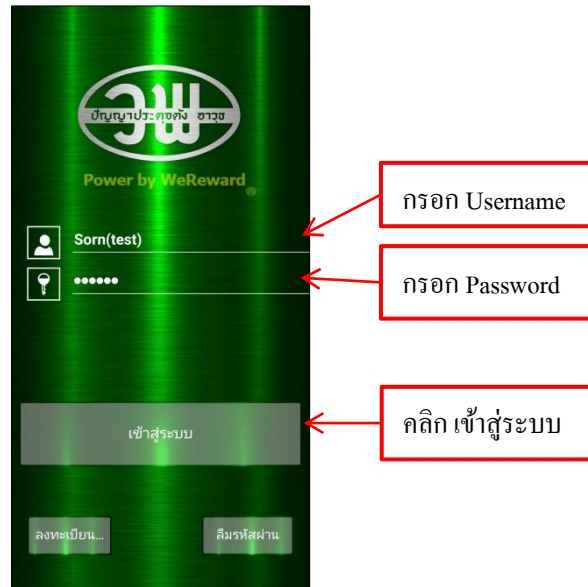 วพ
ปัญญาประดุจดัง อาวุธ
Power by WeReward
®
กรอก Username
Sorn(test)
กรอก Password
••••••
คลิก เข้าสู่ระบบ
เข้าสู่ระบบ
ลงทะเบียน...
ลืมรหัสผ่าน